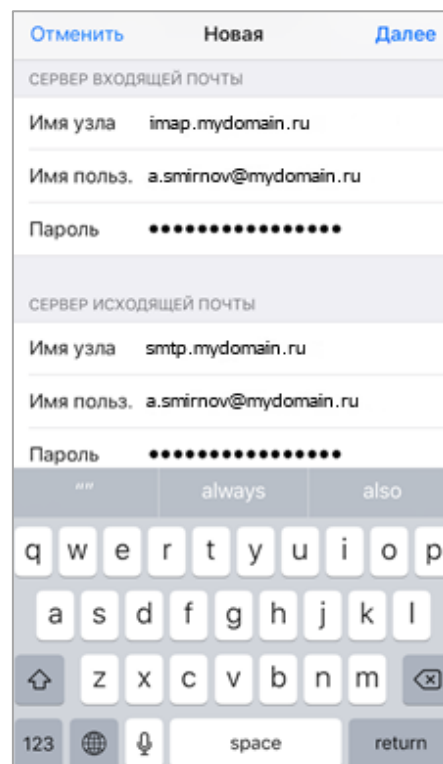 Отменить Новая Далее
СЕРВЕР ВХОДЯЩЕЙ ПОЧТЫ
Имя узла imap.mydomain.ru
Имя польз. a.smirnov@mydomain.ru
Пароль ••••••••••••••••
СЕРВЕР ИСХОДЯЩЕЙ ПОЧТЫ
Имя узла smtp.mydomain.ru
Имя польз. a.smirnov@mydomain.ru
Пароль ••••••••••••••••
"" always also
q w e r t y u i o p
a s d f g h j k l
z x c v b n m
123 space return